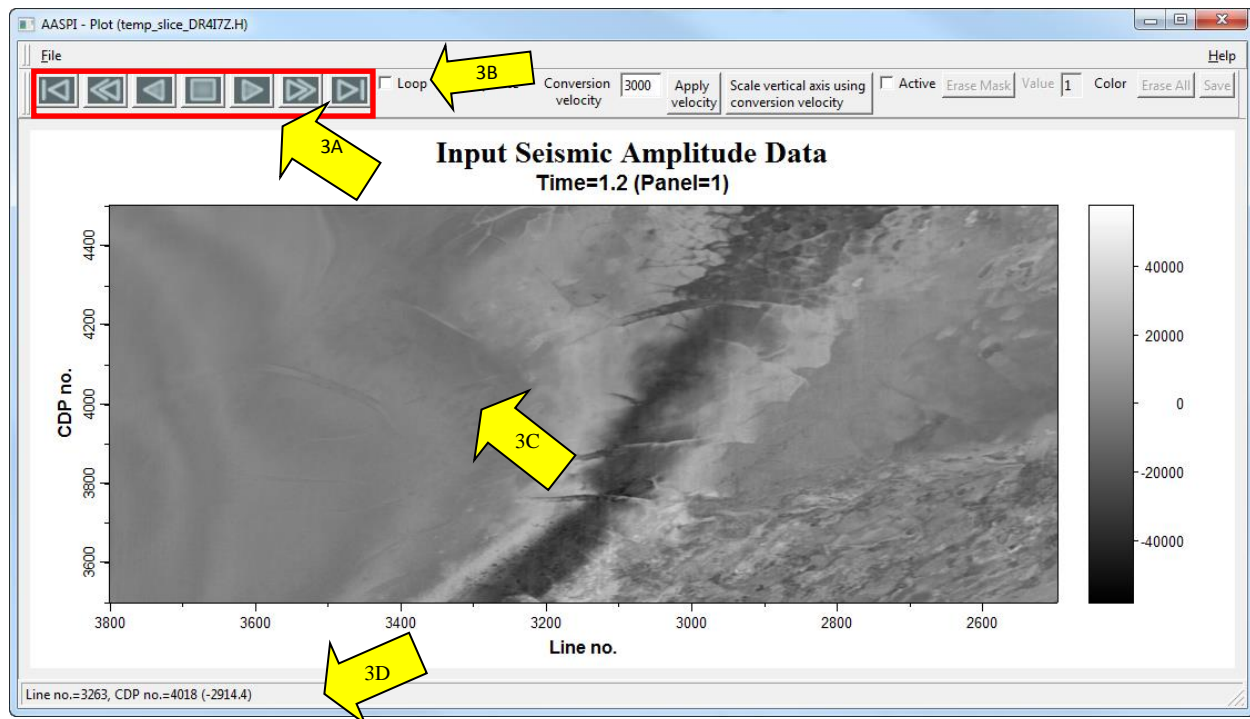 AASPI - Plot (temp_slice_DR4I7Z.H)
File
Help
Loop
3B
Conversion velocity
3000
Apply velocity
Scale vertical axis using conversion velocity
Active
Erase Mask
Value
1
Color
Erase All
Save
3A
Input Seismic Amplitude Data
Time=1.2 (Panel=1)
CDP no.
4400
4200
4000
3800
3600
3C
40000
20000
0
-20000
-40000
3800 3600 3400 3200 3000 2800 2600
Line no.
3D
Line no.=3263, CDP no.=4018 (-2914.4)